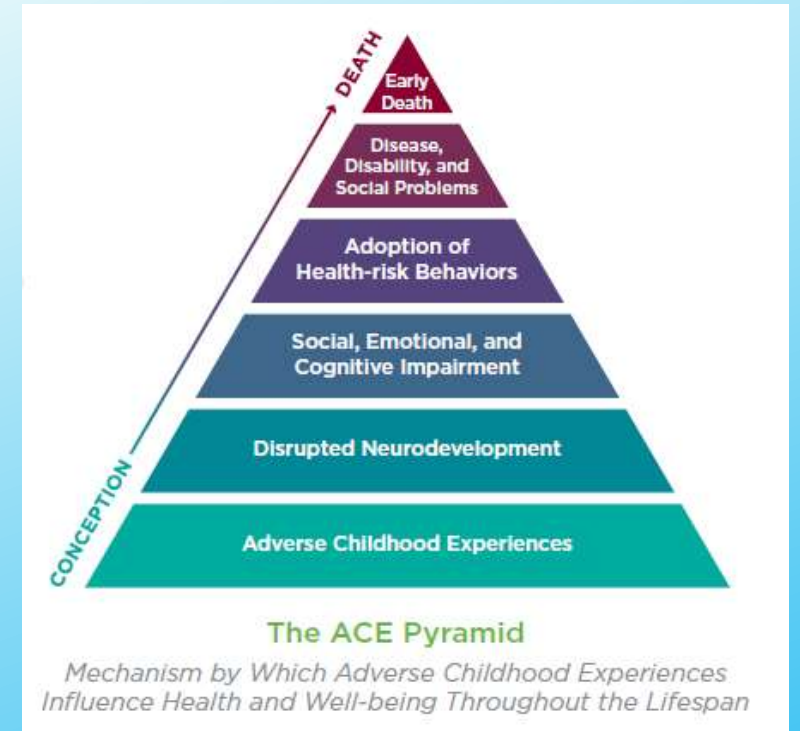 DEATH
Early
Death
Disease,
Disability, and
Social Problems
Adoption of
Health-risk Behaviors
Social, Emotional, and
Cognitive Impairment
Disrupted Neurodevelopment
Adverse Childhood Experiences
CONCEPTION
The ACE Pyramid
Mechanism by Which Adverse Childhood Experiences
Influence Health and Well-being Throughout the Lifespan